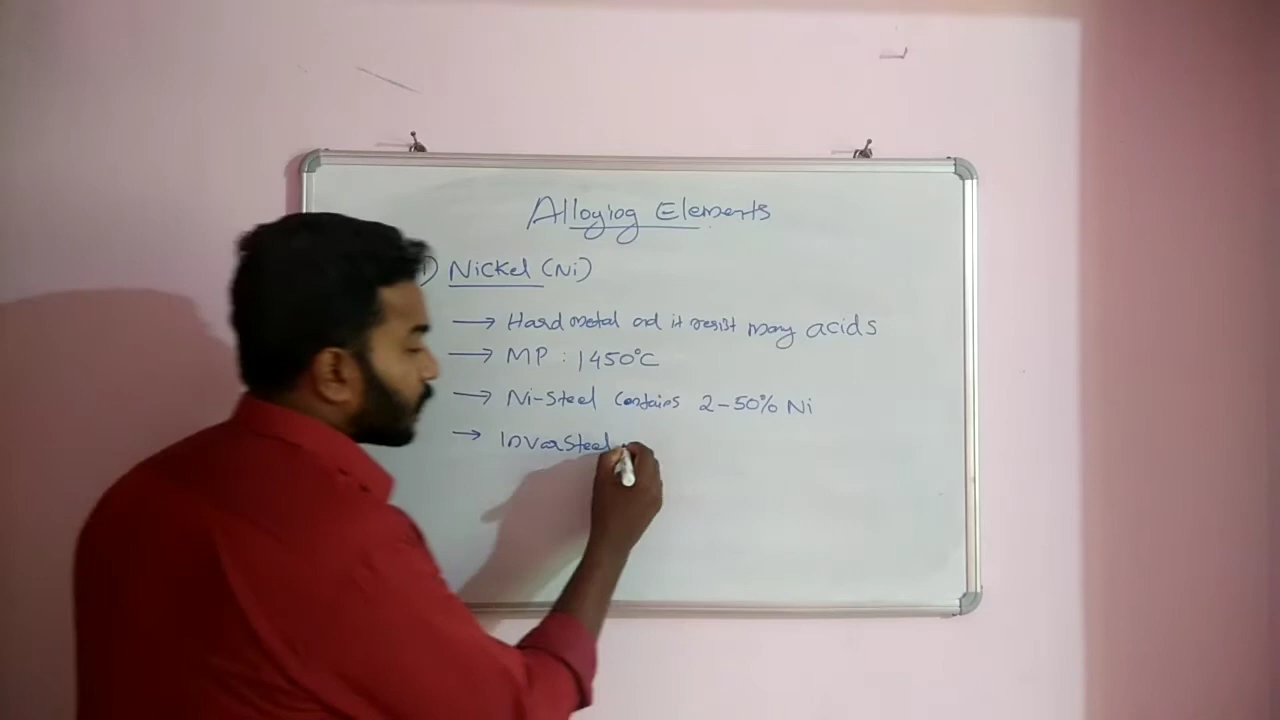 Alloying Elements
1) Nickel (Ni)
→ Hard metal and it resist many acids
→ MP : 1450°C
→ Ni-Steel contains 2-50% Ni
→ Invar Steel